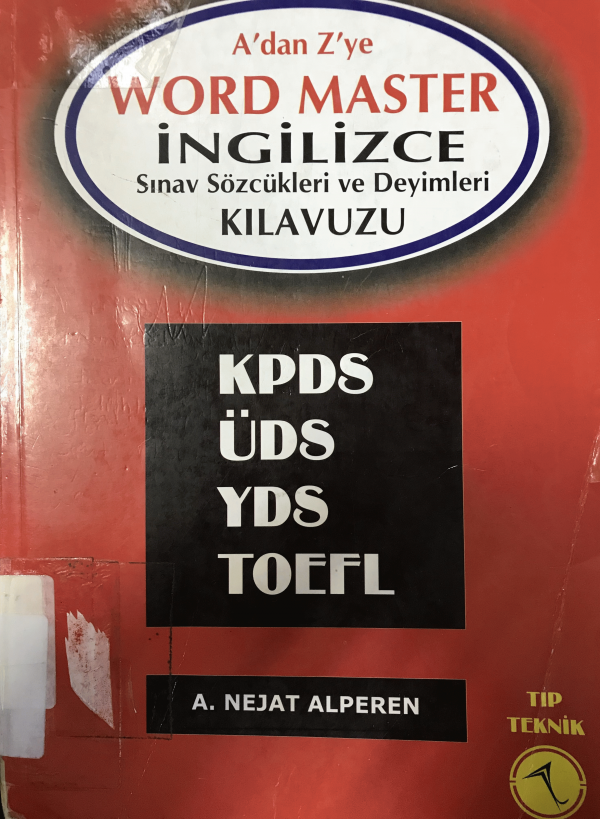 A'dan Z'ye
WORD MASTER
İNGİLİZCE
Sınav Sözcükleri ve Deyimleri
KILAVUZU
KPDS
ÜDS
YDS
TOEFL
A. NEJAT ALPEREN
TIP
TEKNİK